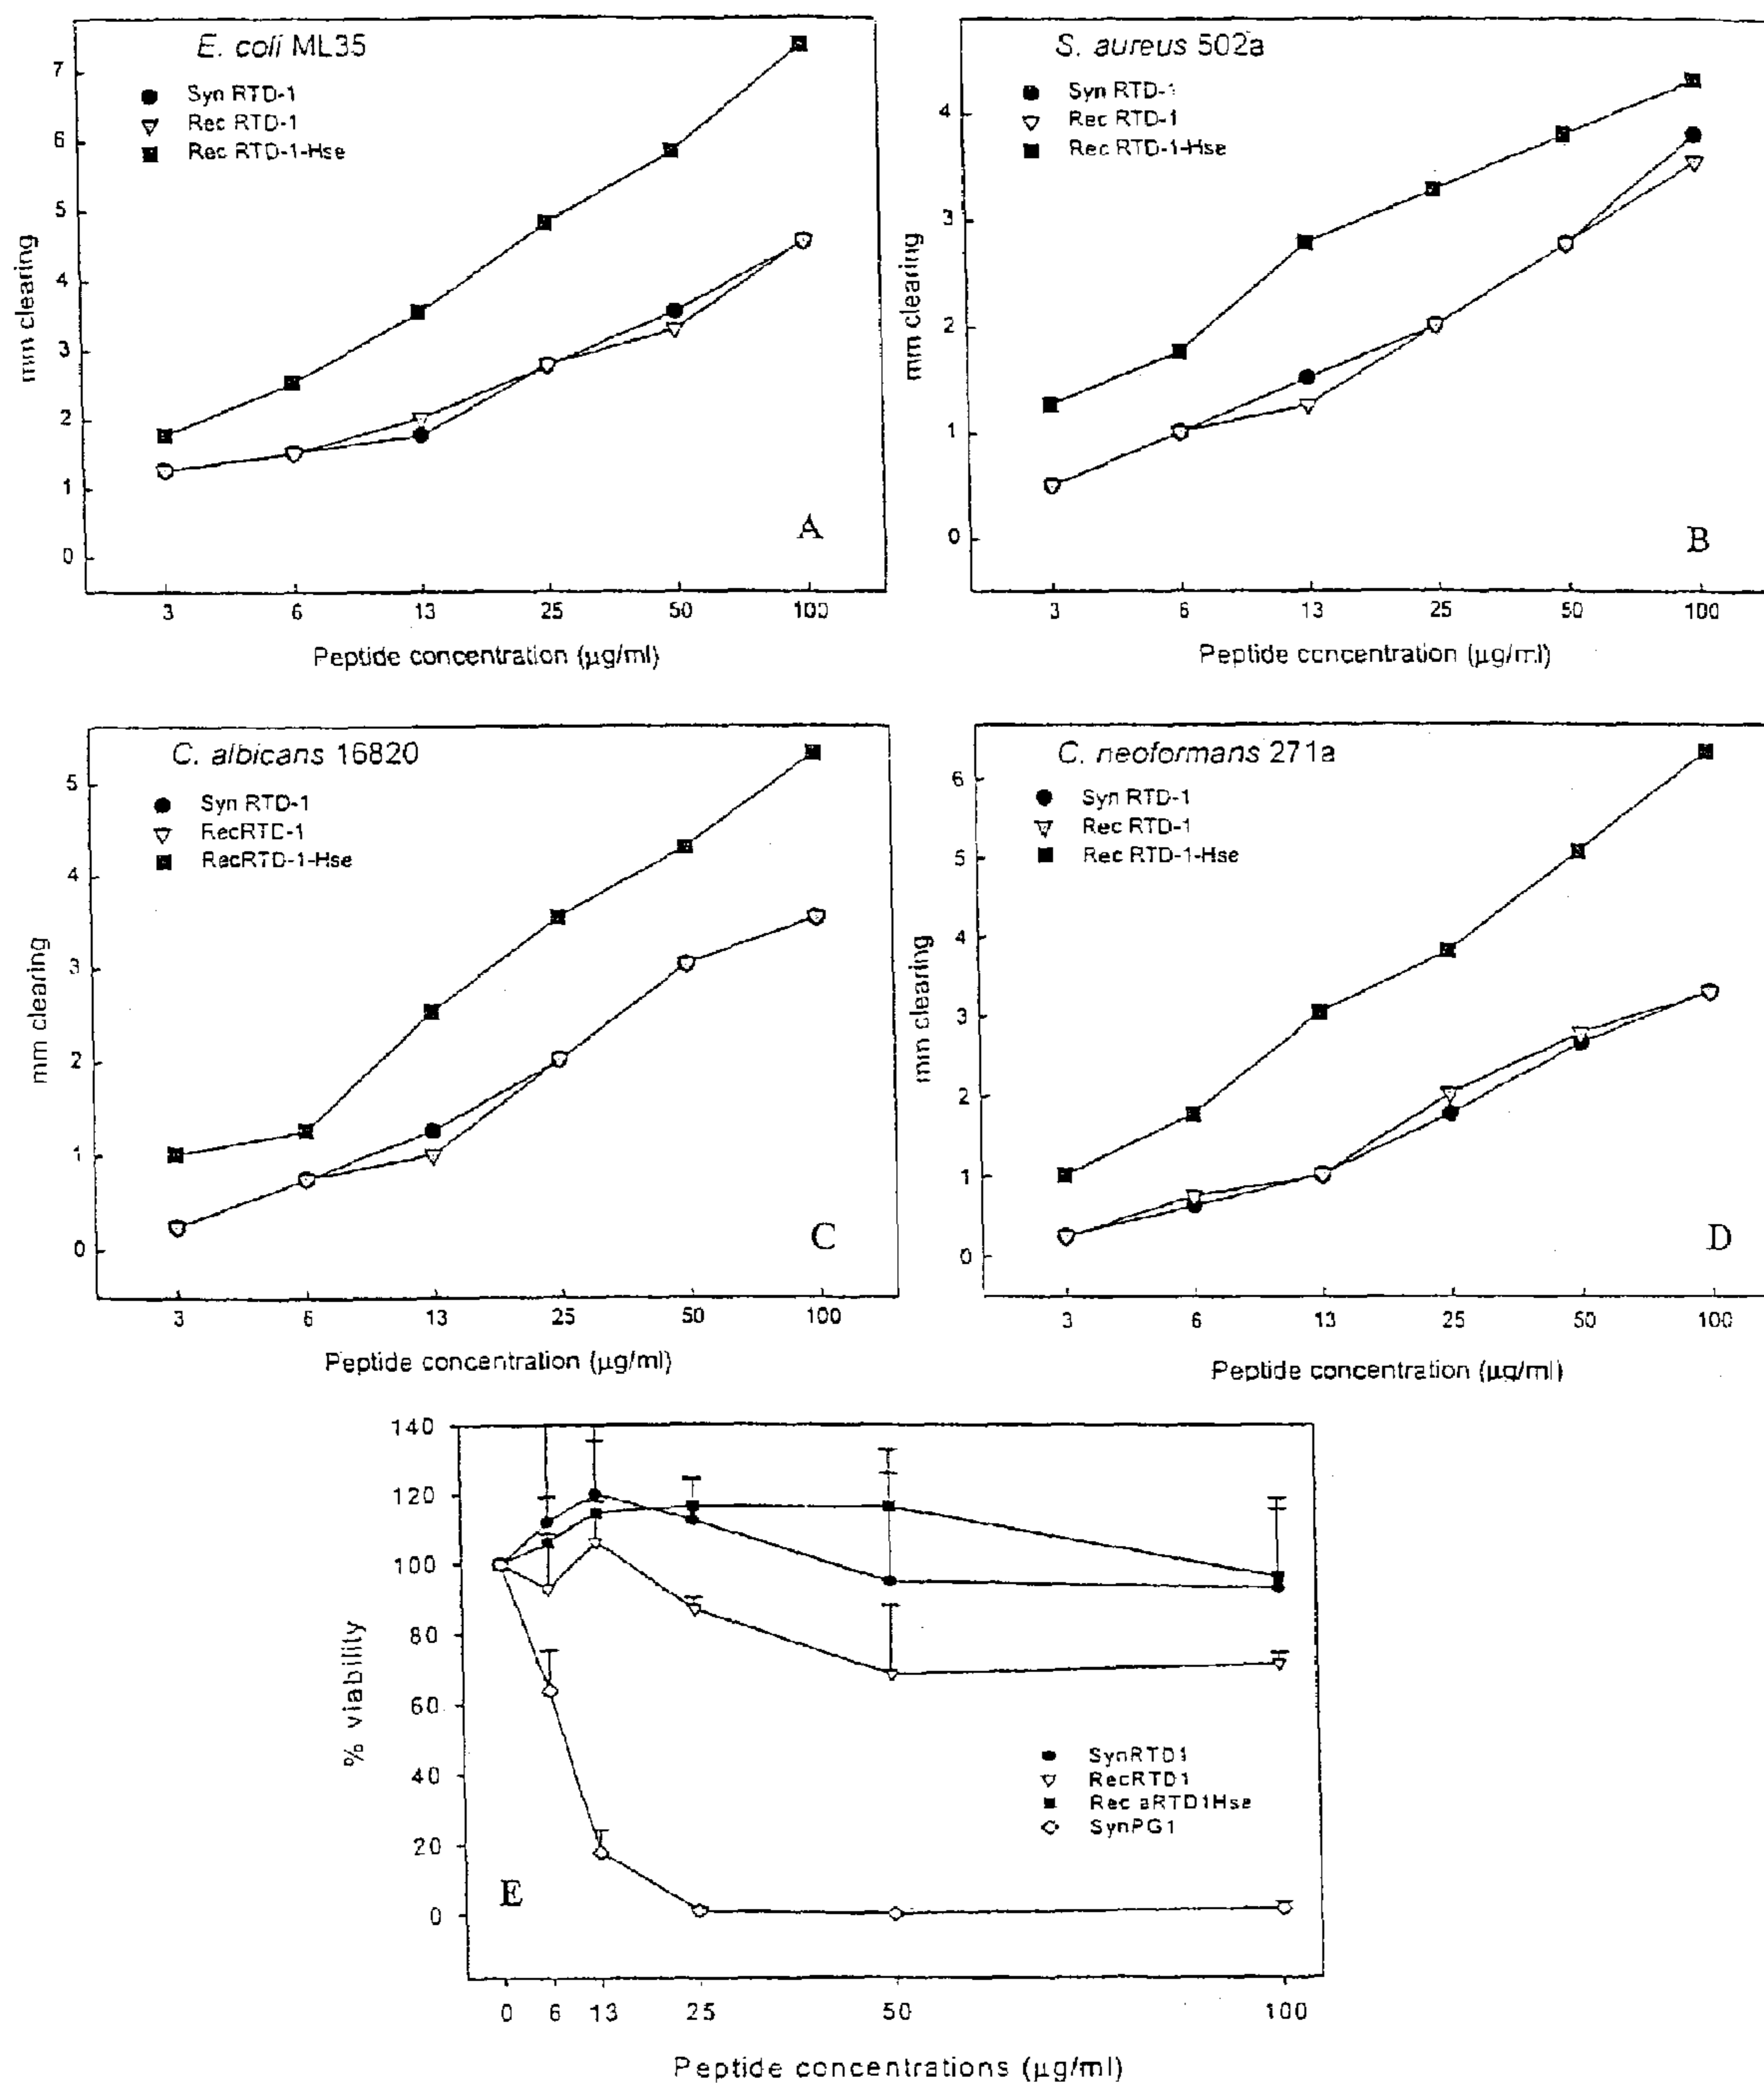 E. coli ML35
Syn RTD-1
Rec RTD-1
Rec RTD-1-Hse
7
6
5
4
3
2
1
0
mm clearing
A
3 6 13 25 50 100
Peptide concentration (µg/ml)
S. aureus 502a
Syn RTD-1
Rec RTD-1
Rec RTD-1-Hse
4
3
2
1
0
mm clearing
B
3 6 13 25 50 100
Peptide concentration (µg/ml)
C. albicans 16820
Syn RTD-1
RecRTD-1
RecRTD-1-Hse
5
4
3
2
1
0
mm clearing
C
3 6 13 25 50 100
Peptide concentration (µg/ml)
C. neoformans 271a
Syn RTD-1
Rec RTD-1
Rec RTD-1-Hse
6
5
4
3
2
1
0
mm clearing
D
3 6 13 25 50 100
Peptide concentration (µg/ml)
140
120
100
80
60
40
20
0
% viability
SynRTD1
RecRTD1
Rec aRTD1Hse
SynPG1
E
0 6 13 25 50 100
Peptide concentrations (µg/ml)